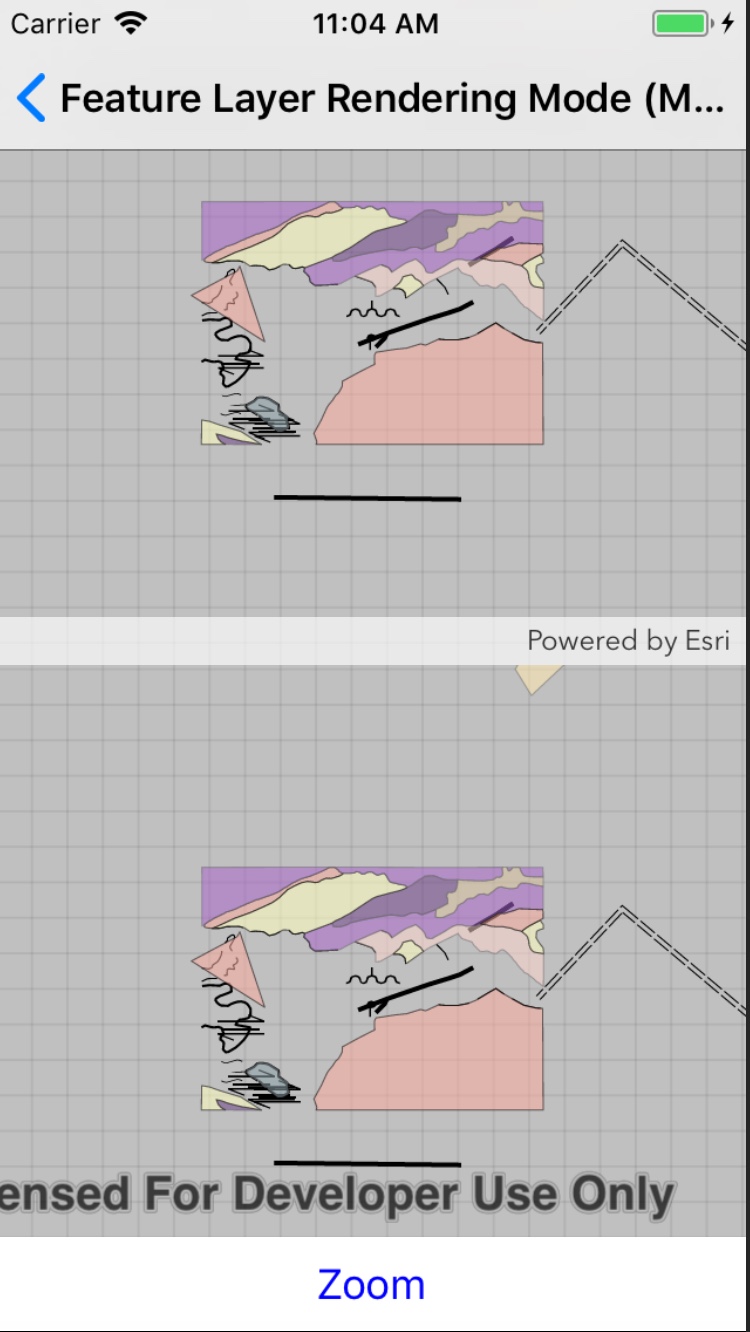 Carrier 11:04 AM
Feature Layer Rendering Mode (M...
Powered by Esri
ensed For Developer Use Only
Zoom